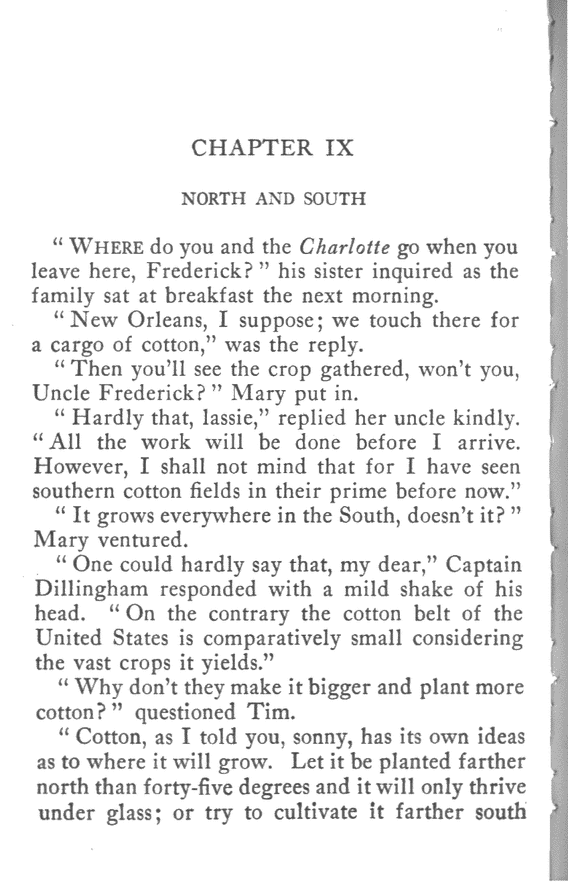 CHAPTER IX
NORTH AND SOUTH
“ WHERE do you and the Charlotte go when you
leave here, Frederick? ” his sister inquired as the
family sat at breakfast the next morning.
“ New Orleans, I suppose; we touch there for
a cargo of cotton,” was the reply.
“ Then you’ll see the crop gathered, won’t you,
Uncle Frederick? ” Mary put in.
“ Hardly that, lassie,” replied her uncle kindly.
“ All the work will be done before I arrive.
However, I shall not mind that for I have seen
southern cotton fields in their prime before now.”
“ It grows everywhere in the South, doesn’t it? ”
Mary ventured.
“ One could hardly say that, my dear,” Captain
Dillingham responded with a mild shake of his
head. “ On the contrary the cotton belt of the
United States is comparatively small considering
the vast crops it yields.”
“ Why don’t they make it bigger and plant more
cotton? ” questioned Tim.
“ Cotton, as I told you, sonny, has its own ideas
as to where it will grow. Let it be planted farther
north than forty-five degrees and it will only thrive
under glass; or try to cultivate it farther south